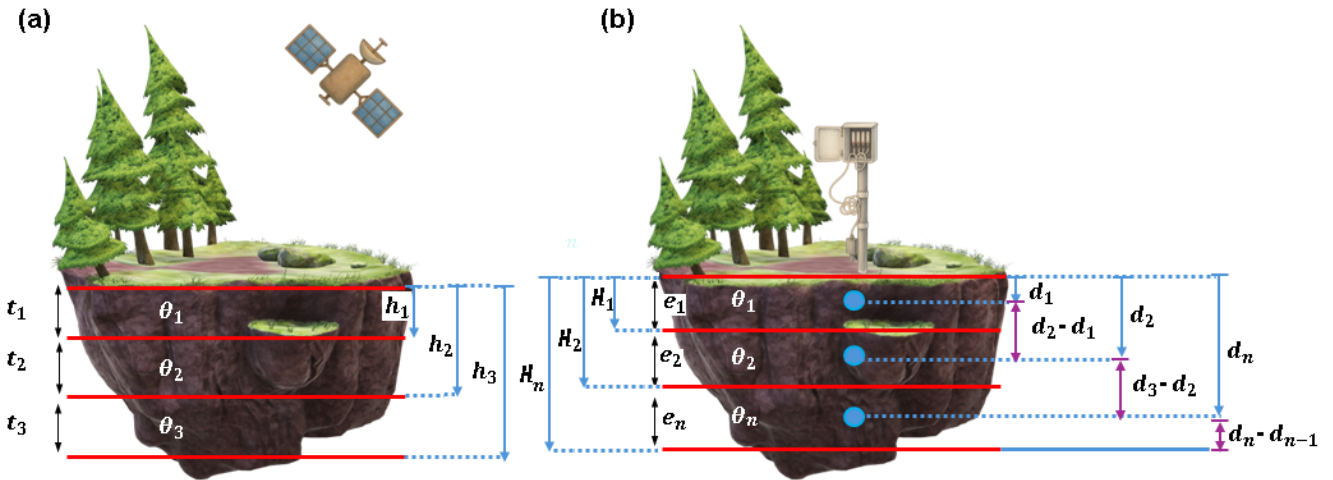 (a)
t₁
t₂
t₃
θ₁
θ₂
θ₃
h₁
h₂
h₃
(b)
n
H₁
H₂
Hₙ
e₁
e₂
eₙ
θ₁
θ₂
θₙ
d₁
d₂-d₁
d₂
d₃-d₂
dₙ
dₙ-dₙ₋₁